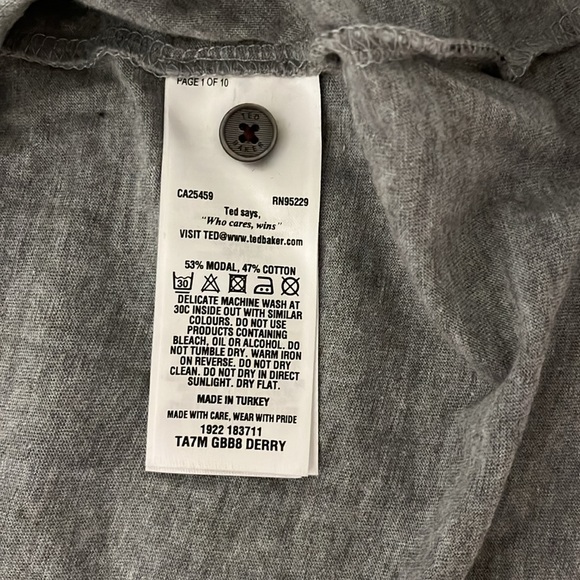 PAGE 1 OF 10
TED
BAKER
CA25459 RN95229
Ted says,
"Who cares, wins"
VISIT TED@www.tedbaker.com
53% MODAL, 47% COTTON
30
DELICATE MACHINE WASH AT
30C INSIDE OUT WITH SIMILAR
COLOURS. DO NOT USE
PRODUCTS CONTAINING
BLEACH, OIL OR ALCOHOL. DO
NOT TUMBLE DRY. WARM IRON
ON REVERSE. DO NOT DRY
CLEAN. DO NOT DRY IN DIRECT
SUNLIGHT. DRY FLAT.
MADE IN TURKEY
MADE WITH CARE, WEAR WITH PRIDE
1922 183711
TA7M GBB8 DERRY